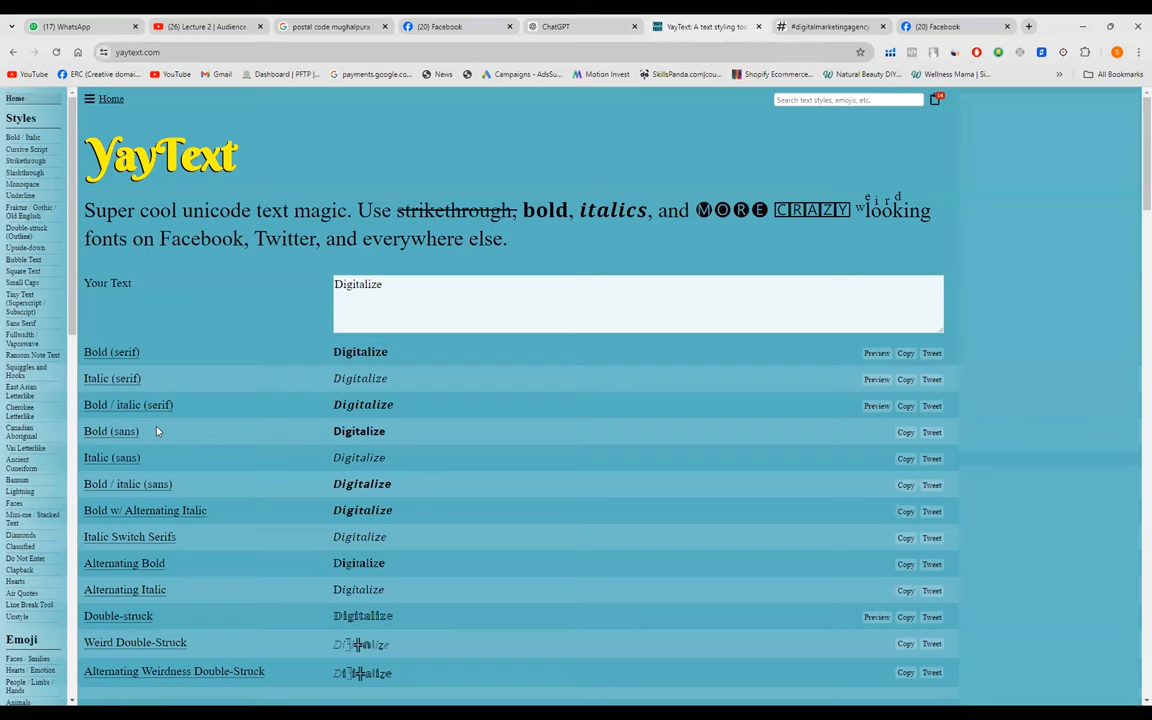 (17) WhatsApp
(26) Lecture 2 | Audience
postal code mughalpura
(20) Facebook
ChatGPT
YayText: A text styling too
#digitalmarketingagency
(20) Facebook
yaytext.com
YouTube
ERC (Creative domai...
YouTube
Gmail
Dashboard | PFTP |...
payments.google.co...
News
Campaigns - AdsSu...
Motion Invest
SkillsPanda.com|cou...
Shopify Ecommerce...
Natural Beauty DIY...
Wellness Mama | Si...
All Bookmarks
Home
Styles
Bold / Italic
Cursive Script
Strikethrough
Slashthrough
Monospace
Underline
Fraktur / Gothic /
Old English
Double-struck
(Outline)
Upside-down
Bubble Text
Square Text
Small Caps
Tiny Text
(Superscript /
Subscript)
Sans Serif
Fullwidth /
Vaporwave
Ransom Note Text
Squiggles and
Hooks
East Asian
Letterlike
Cherokee
Letterlike
Canadian
Aboriginal
Vai Letterlike
Ancient
Cuneiform
Bamum
Lightning
Faces
Mini-me / Stacked
Text
Diamonds
Classified
Do Not Enter
Clapback
Hearts
Air Quotes
Line Break Tool
Unstyle
Emoji
Faces / Smilies
Hearts / Emotion
People / Limbs /
Hands
Animals
Home
Search text styles, emojis, etc.
14
YayText
Super cool unicode text magic. Use strikethrough, bold, italics, and MORE CRAZY weirdlooking
fonts on Facebook, Twitter, and everywhere else.
Your Text Digitalize
Bold (serif) Digitalize Preview Copy Tweet
Italic (serif) Digitalize Preview Copy Tweet
Bold / italic (serif) Digitalize Preview Copy Tweet
Bold (sans) Digitalize Copy Tweet
Italic (sans) Digitalize Copy Tweet
Bold / italic (sans) Digitalize Copy Tweet
Bold w/ Alternating Italic Digitalize Copy Tweet
Italic Switch Serifs Digitalize Copy Tweet
Alternating Bold Digitalize Copy Tweet
Alternating Italic Digitalize Copy Tweet
Double-struck Digitalize Preview Copy Tweet
Weird Double-Struck Copy Tweet
Alternating Weirdness Double-Struck Copy Tweet